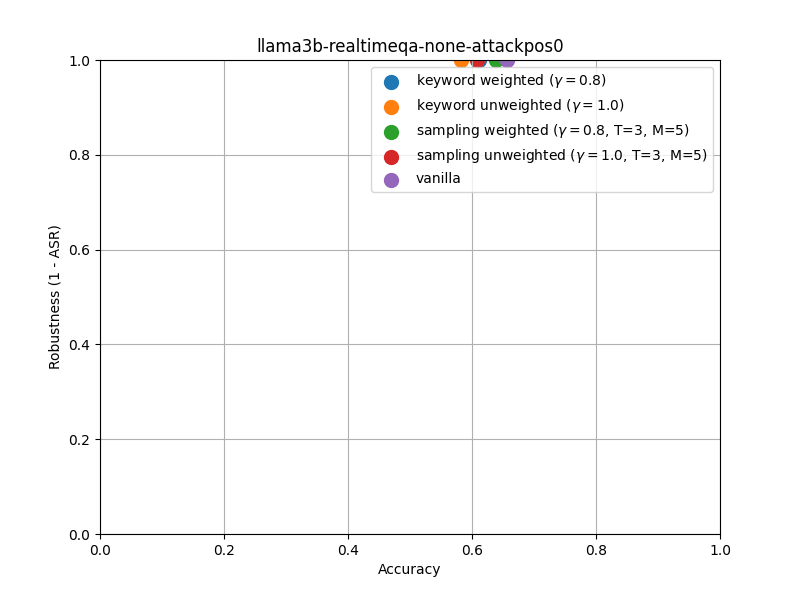 llama3b-realtimeqa-none-attackpos0
1.0
0.8
0.6
0.4
0.2
0.0
Robustness (1 - ASR)
keyword weighted (γ = 0.8)
keyword unweighted (γ = 1.0)
sampling weighted (γ = 0.8, T=3, M=5)
sampling unweighted (γ = 1.0, T=3, M=5)
vanilla
0.0 0.2 0.4 0.6 0.8 1.0
Accuracy